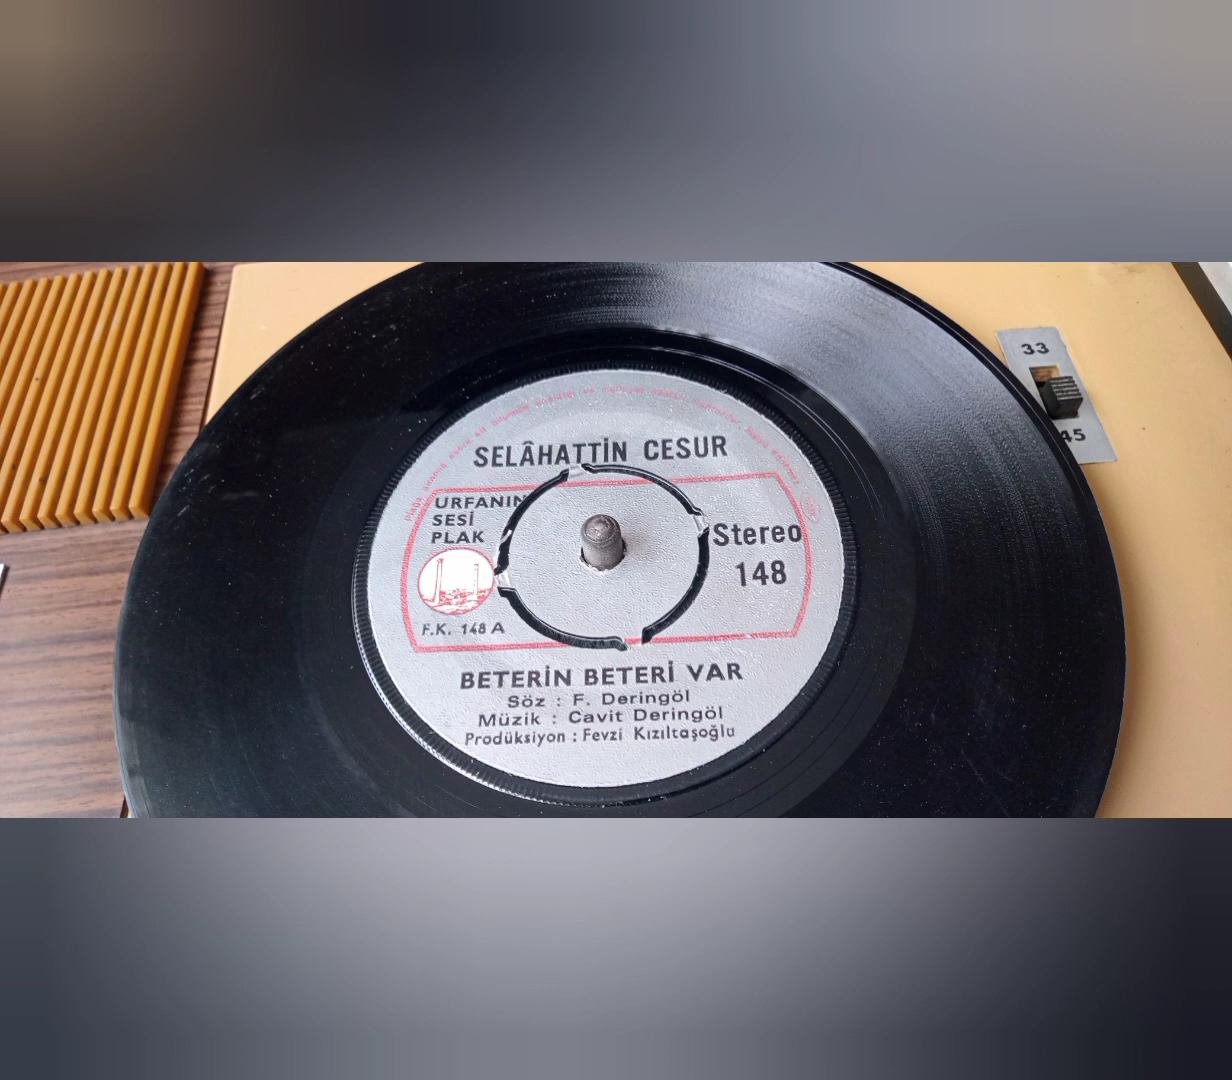 SELÂHATTİN CESUR
URFANIN
SESİ
PLAK
Stereo
148
F.K. 148 A
BETERİN BETERİ VAR
Söz : F. Deringöl
Müzik : Cavit Deringöl
Prodüksiyon : Fevzi Kızıltaşoğlu
33
45